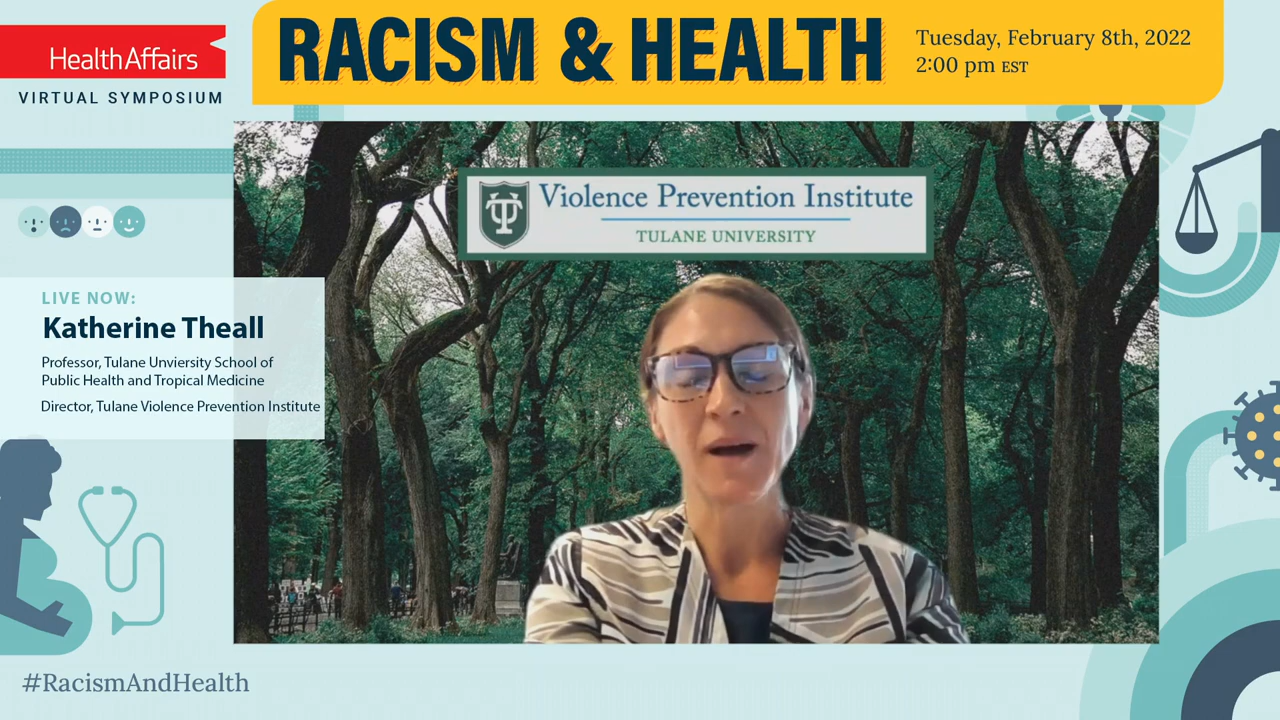 HealthAffairs
VIRTUAL SYMPOSIUM
RACISM & HEALTH
Tuesday, February 8th, 2022
2:00 pm EST
Violence Prevention Institute
TULANE UNIVERSITY
LIVE NOW:
Katherine Theall
Professor, Tulane Unviersity School of
Public Health and Tropical Medicine
Director, Tulane Violence Prevention Institute
#RacismAndHealth